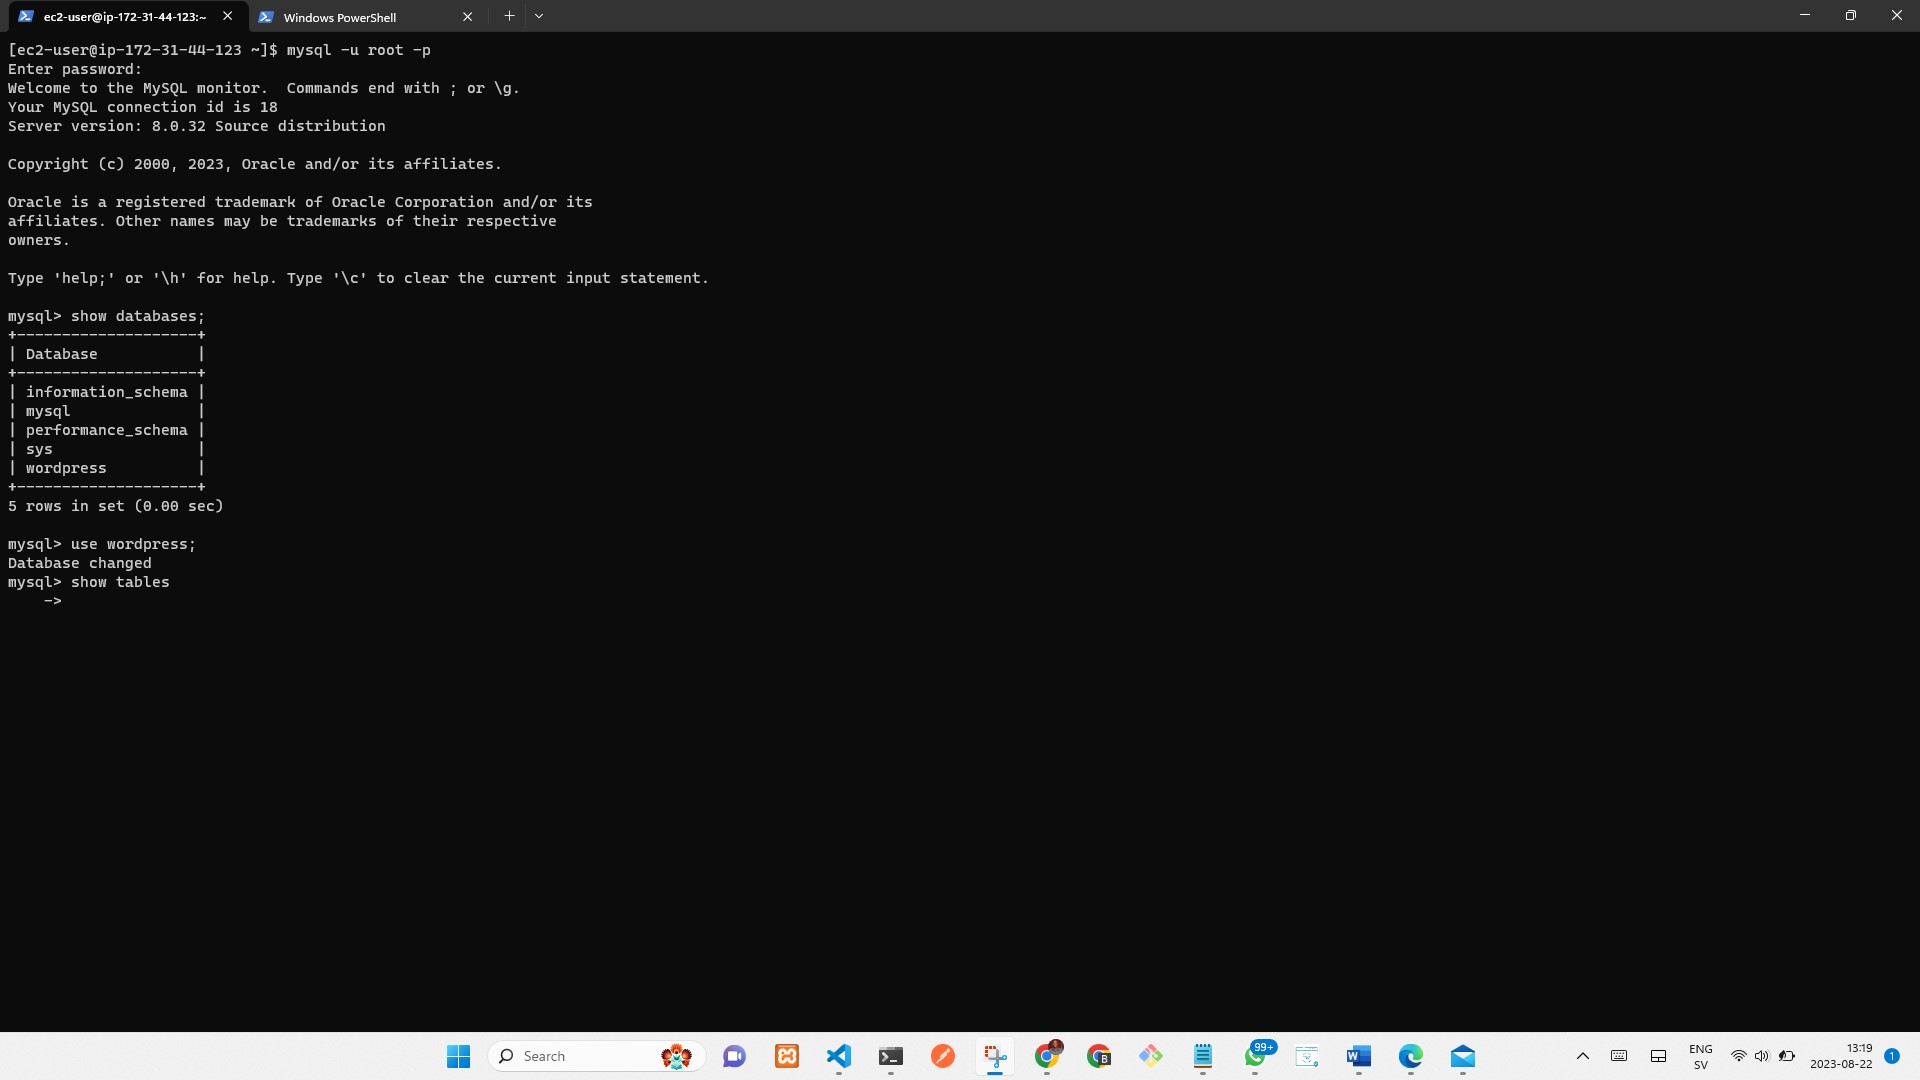 ec2-user@ip-172-31-44-123:~
Windows PowerShell
[ec2-user@ip-172-31-44-123 ~]$ mysql -u root -p
Enter password:
Welcome to the MySQL monitor.  Commands end with ; or \g.
Your MySQL connection id is 18
Server version: 8.0.32 Source distribution

Copyright (c) 2000, 2023, Oracle and/or its affiliates.

Oracle is a registered trademark of Oracle Corporation and/or its
affiliates. Other names may be trademarks of their respective
owners.

Type 'help;' or '\h' for help. Type '\c' to clear the current input statement.

mysql> show databases;
+--------------------+
| Database           |
+--------------------+
| information_schema |
| mysql              |
| performance_schema |
| sys                |
| wordpress          |
+--------------------+
5 rows in set (0.00 sec)

mysql> use wordpress;
Database changed
mysql> show tables
    ->
Search
B
99+
W
ENG
SV
13:19
2023-08-22
1